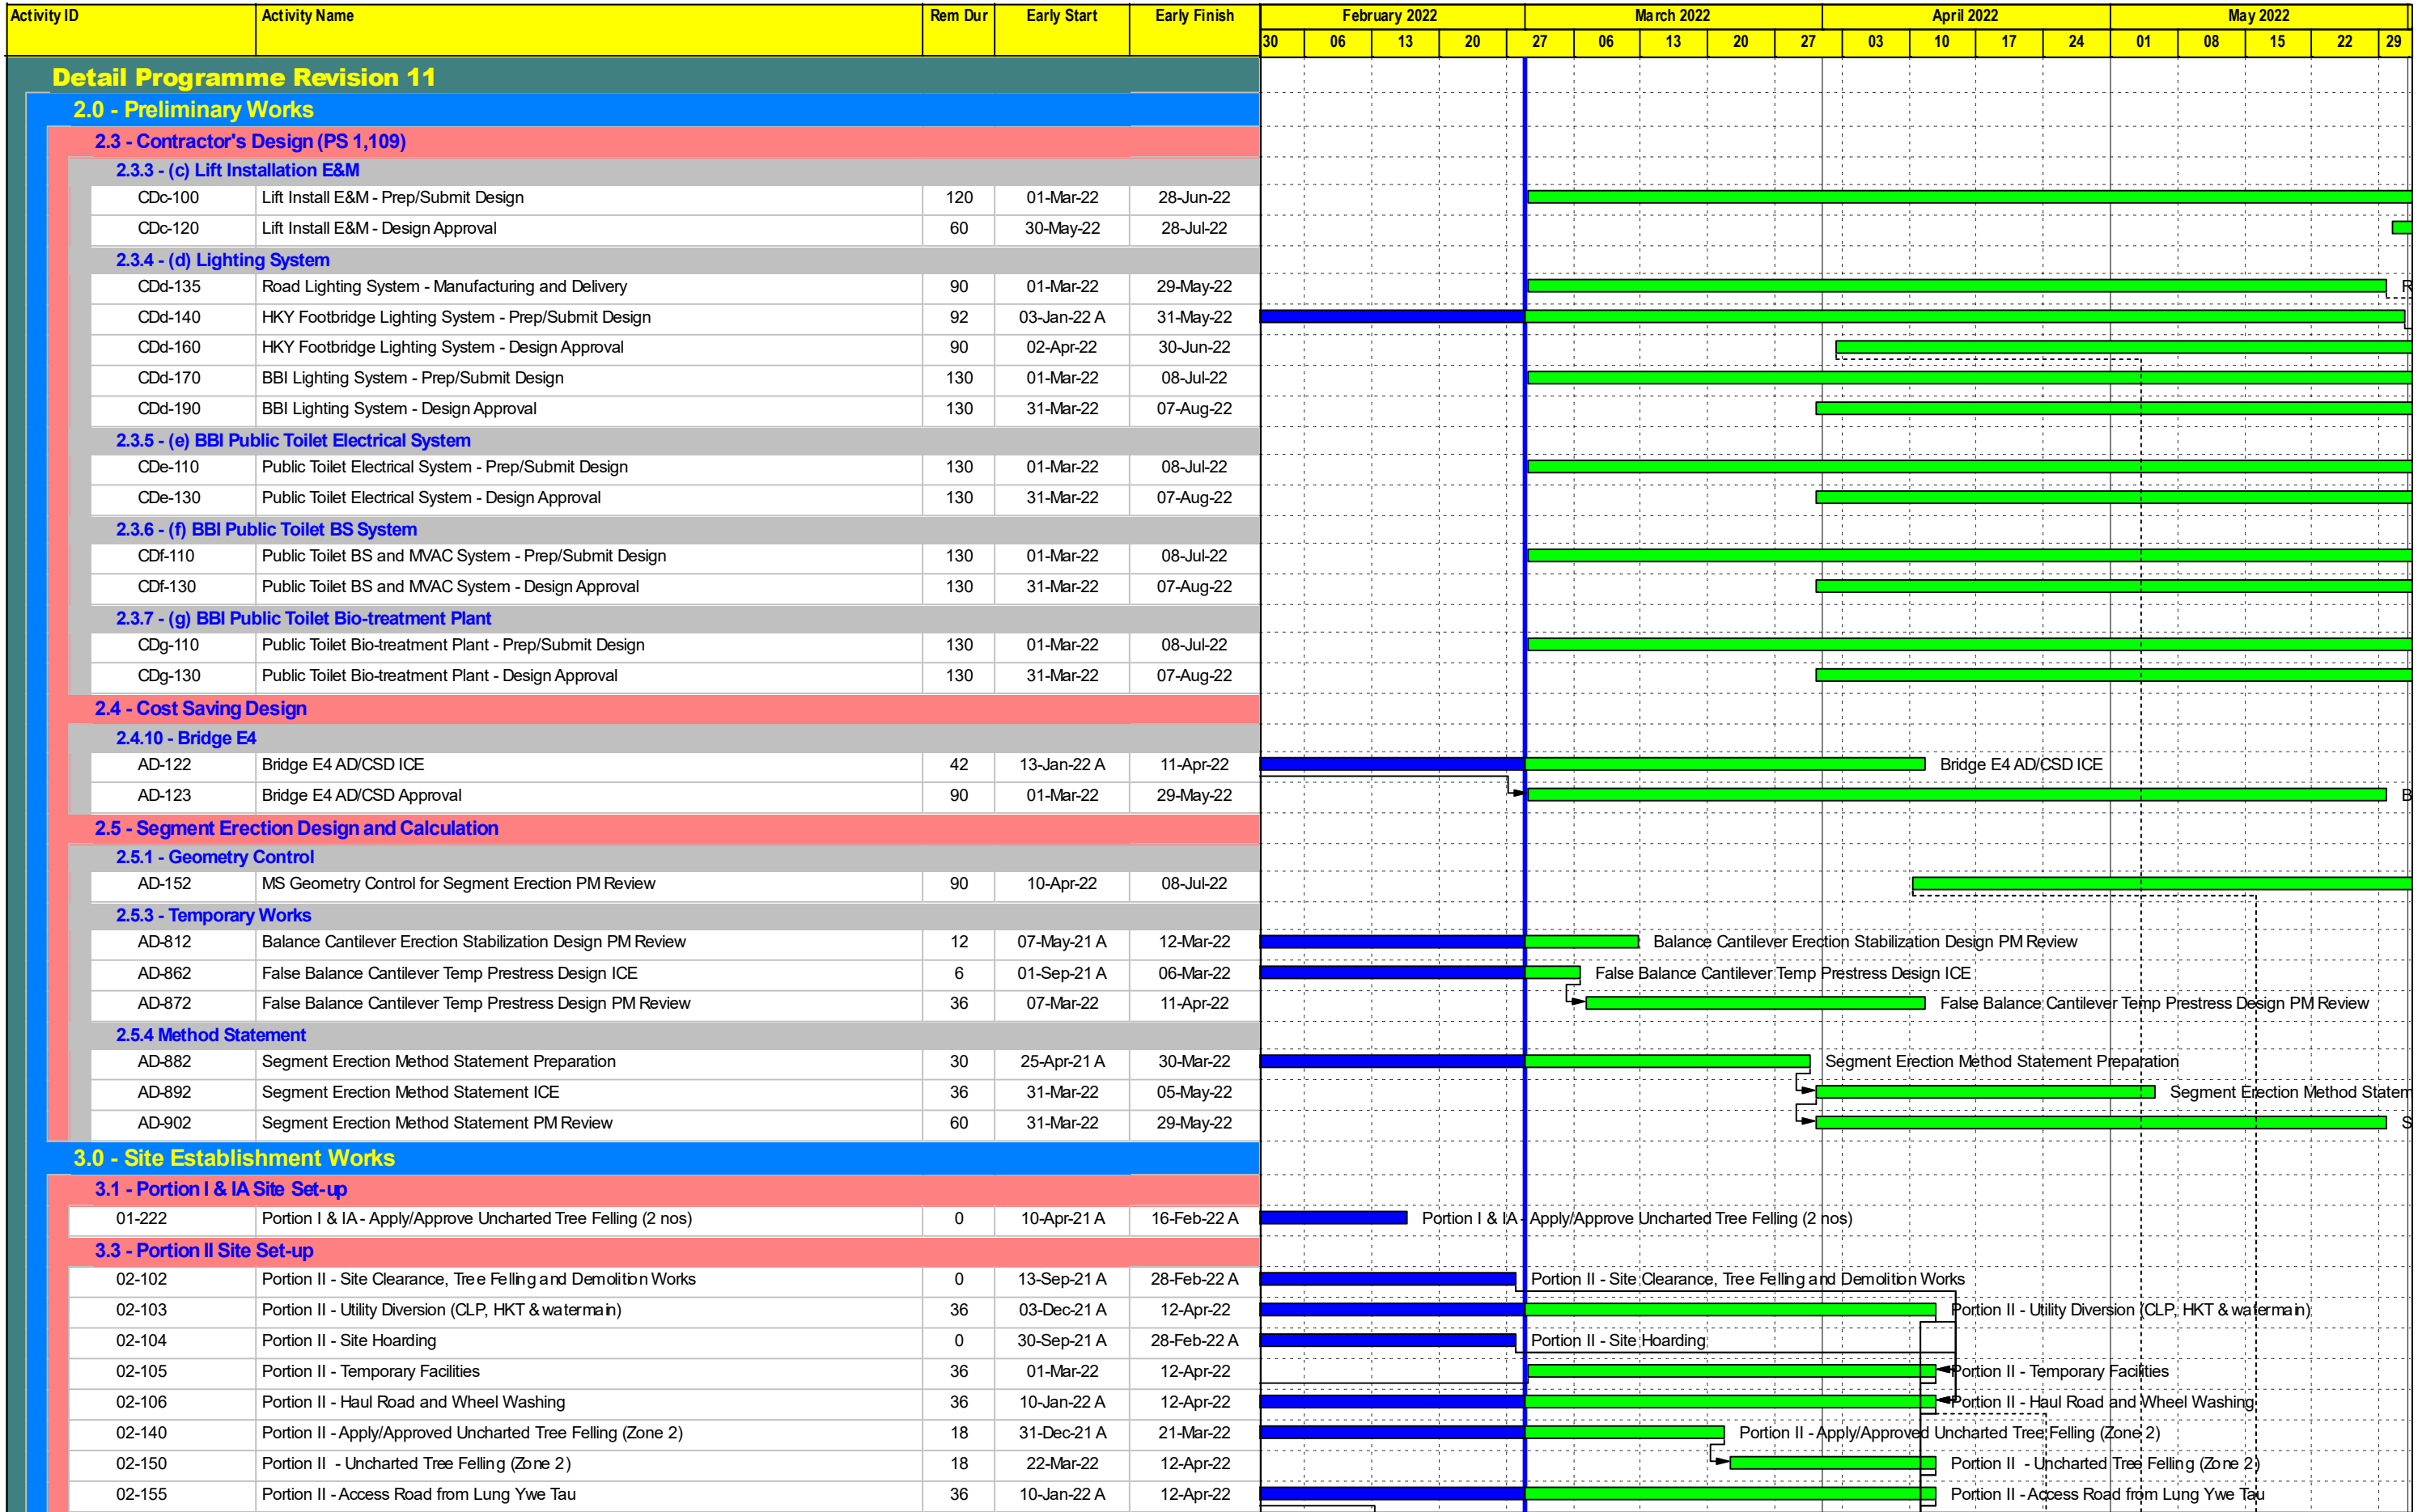 Activity ID Activity Name Rem Dur Early Start Early Finish February 2022 March 2022 April 2022 May 2022
30 06 13 20 27 06 13 20 27 03 10 17 24 01 08 15 22 29
Detail Programme Revision 11
2.0 - Preliminary Works
2.3 - Contractor's Design (PS 1,109)
2.3.3 - (c) Lift Installation E&M
CDc-100 Lift Install E&M - Prep/Submit Design 120 01-Mar-22 28-Jun-22
CDc-120 Lift Install E&M - Design Approval 60 30-May-22 28-Jul-22
2.3.4 - (d) Lighting System
CDd-135 Road Lighting System - Manufacturing and Delivery 90 01-Mar-22 29-May-22 R
CDd-140 HKY Footbridge Lighting System - Prep/Submit Design 92 03-Jan-22 A 31-May-22
CDd-160 HKY Footbridge Lighting System - Design Approval 90 02-Apr-22 30-Jun-22
CDd-170 BBI Lighting System - Prep/Submit Design 130 01-Mar-22 08-Jul-22
CDd-190 BBI Lighting System - Design Approval 130 31-Mar-22 07-Aug-22
2.3.5 - (e) BBI Public Toilet Electrical System
CDe-110 Public Toilet Electrical System - Prep/Submit Design 130 01-Mar-22 08-Jul-22
CDe-130 Public Toilet Electrical System - Design Approval 130 31-Mar-22 07-Aug-22
2.3.6 - (f) BBI Public Toilet BS System
CDf-110 Public Toilet BS and MVAC System - Prep/Submit Design 130 01-Mar-22 08-Jul-22
CDf-130 Public Toilet BS and MVAC System - Design Approval 130 31-Mar-22 07-Aug-22
2.3.7 - (g) BBI Public Toilet Bio-treatment Plant
CDg-110 Public Toilet Bio-treatment Plant - Prep/Submit Design 130 01-Mar-22 08-Jul-22
CDg-130 Public Toilet Bio-treatment Plant - Design Approval 130 31-Mar-22 07-Aug-22
2.4 - Cost Saving Design
2.4.10 - Bridge E4
AD-122 Bridge E4 AD/CSD ICE 42 13-Jan-22 A 11-Apr-22 Bridge E4 AD/CSD ICE
AD-123 Bridge E4 AD/CSD Approval 90 01-Mar-22 29-May-22 B
2.5 - Segment Erection Design and Calculation
2.5.1 - Geometry Control
AD-152 MS Geometry Control for Segment Erection PM Review 90 10-Apr-22 08-Jul-22
2.5.3 - Temporary Works
AD-812 Balance Cantilever Erection Stabilization Design PM Review 12 07-May-21 A 12-Mar-22 Balance Cantilever Erection Stabilization Design PM Review
AD-862 False Balance Cantilever Temp Prestress Design ICE 6 01-Sep-21 A 06-Mar-22 False Balance Cantilever Temp Prestress Design ICE
AD-872 False Balance Cantilever Temp Prestress Design PM Review 36 07-Mar-22 11-Apr-22 False Balance Cantilever Temp Prestress Design PM Review
2.5.4 Method Statement
AD-882 Segment Erection Method Statement Preparation 30 25-Apr-21 A 30-Mar-22 Segment Erection Method Statement Preparation
AD-892 Segment Erection Method Statement ICE 36 31-Mar-22 05-May-22 Segment Erection Method Statem
AD-902 Segment Erection Method Statement PM Review 60 31-Mar-22 29-May-22 S
3.0 - Site Establishment Works
3.1 - Portion I & IA Site Set-up
01-222 Portion I & IA - Apply/Approve Uncharted Tree Felling (2 nos) 0 10-Apr-21 A 16-Feb-22 A Portion I & IA - Apply/Approve Uncharted Tree Felling (2 nos)
3.3 - Portion II Site Set-up
02-102 Portion II - Site Clearance, Tree Felling and Demolition Works 0 13-Sep-21 A 28-Feb-22 A Portion II - Site Clearance, Tree Felling and Demolition Works
02-103 Portion II - Utility Diversion (CLP, HKT & watermain) 36 03-Dec-21 A 12-Apr-22 Portion II - Utility Diversion (CLP, HKT & watermain)
02-104 Portion II - Site Hoarding 0 30-Sep-21 A 28-Feb-22 A Portion II - Site Hoarding
02-105 Portion II - Temporary Facilities 36 01-Mar-22 12-Apr-22 Portion II - Temporary Facilities
02-106 Portion II - Haul Road and Wheel Washing 36 10-Jan-22 A 12-Apr-22 Portion II - Haul Road and Wheel Washing
02-140 Portion II - Apply/Approved Uncharted Tree Felling (Zone 2) 18 31-Dec-21 A 21-Mar-22 Portion II - Apply/Approved Uncharted Tree Felling (Zone 2)
02-150 Portion II - Uncharted Tree Felling (Zone 2) 18 22-Mar-22 12-Apr-22 Portion II - Uncharted Tree Felling (Zone 2)
02-155 Portion II - Access Road from Lung Ywe Tau 36 10-Jan-22 A 12-Apr-22 Portion II - Access Road from Lung Ywe Tau